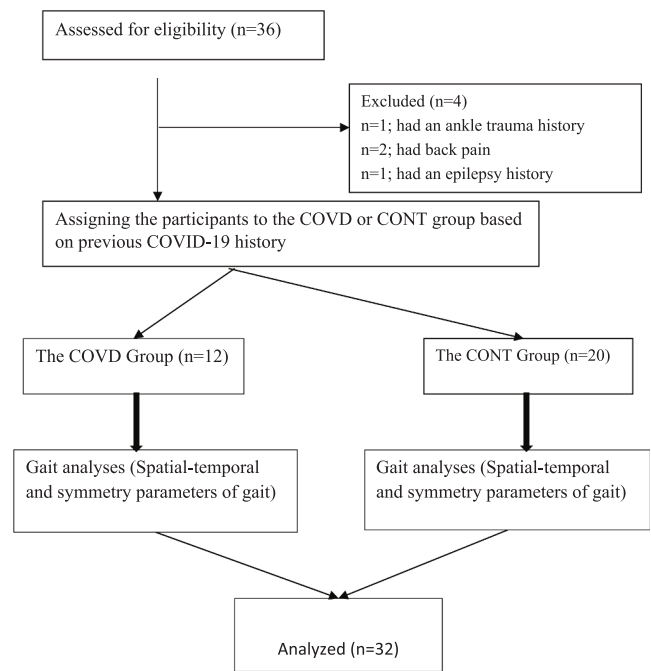 Assessed for eligibility (n=36)
Excluded (n=4)
n=1; had an ankle trauma history
n=2; had back pain
n=1; had an epilepsy history
Assigning the participants to the COVD or CONT group based
on previous COVID-19 history
The COVD Group (n=12)
The CONT Group (n=20)
Gait analyses (Spatial-temporal
and symmetry parameters of gait)
Gait analyses (Spatial-temporal
and symmetry parameters of gait)
Analyzed (n=32)